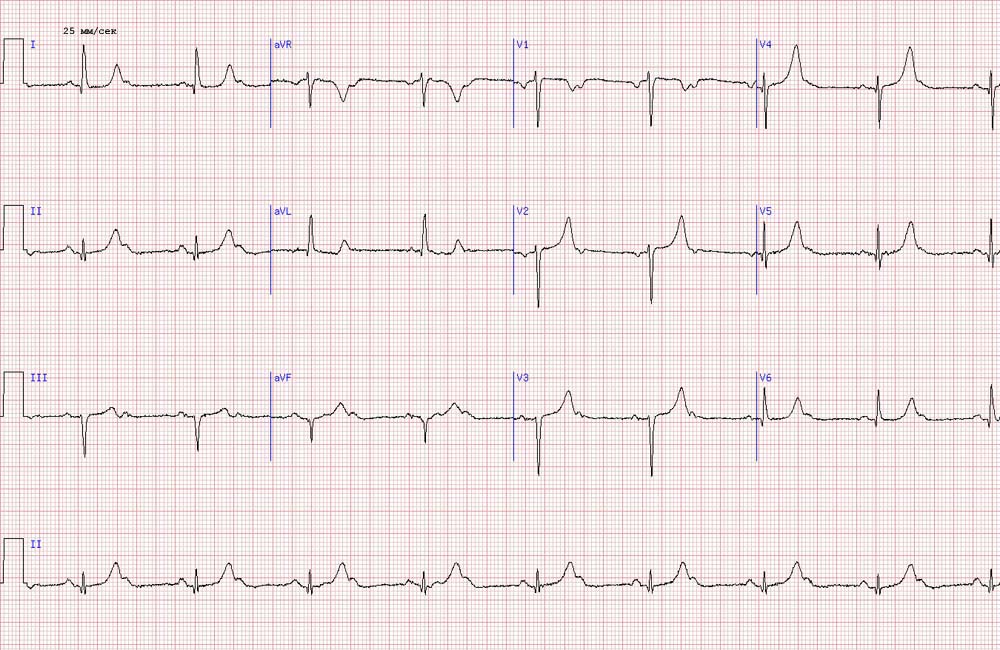 25 мм/сек
I aVR V1 V4
II aVL V2 V5
III aVF V3 V6
II